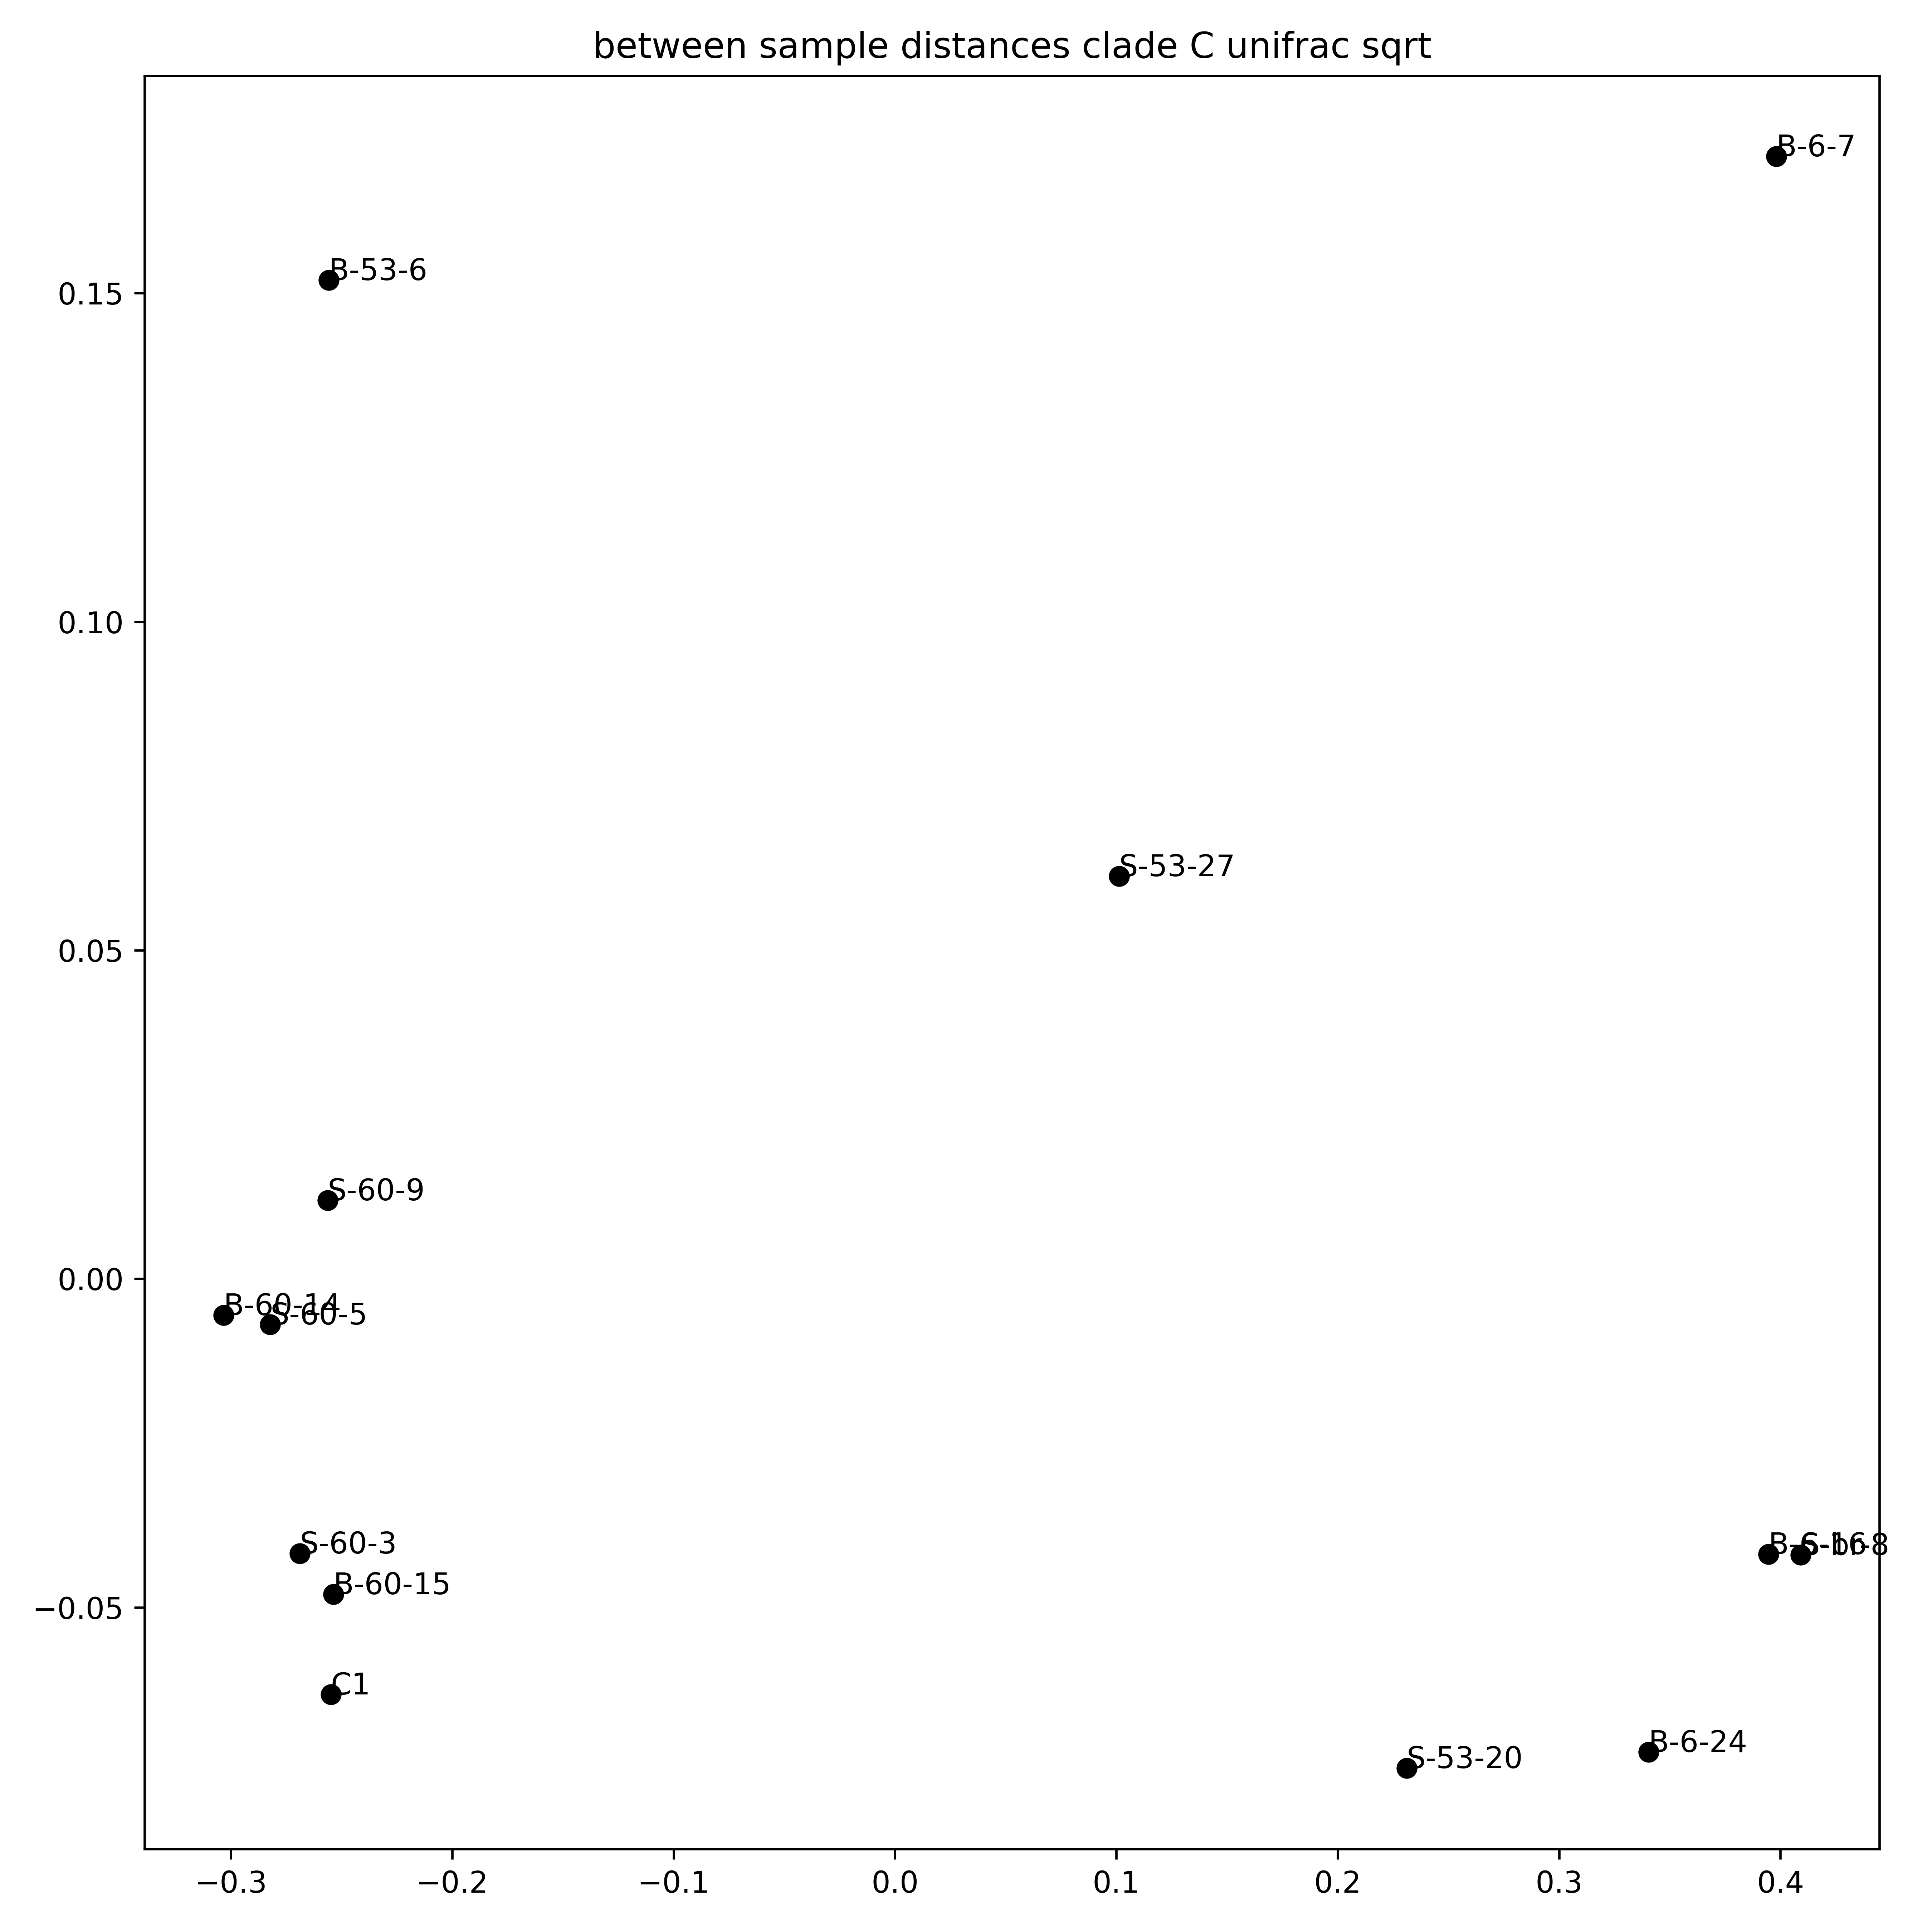 between sample distances clade C unifrac sqrt
B-6-7
B-53-6
0.15
0.10
S-53-27
0.05
S-60-9
0.00
B-60-14
S-60-5
S-60-3
B-6-16
B-60-15
−0.05
C1
B-6-24
S-53-20
−0.3 −0.2 −0.1 0.0 0.1 0.2 0.3 0.4